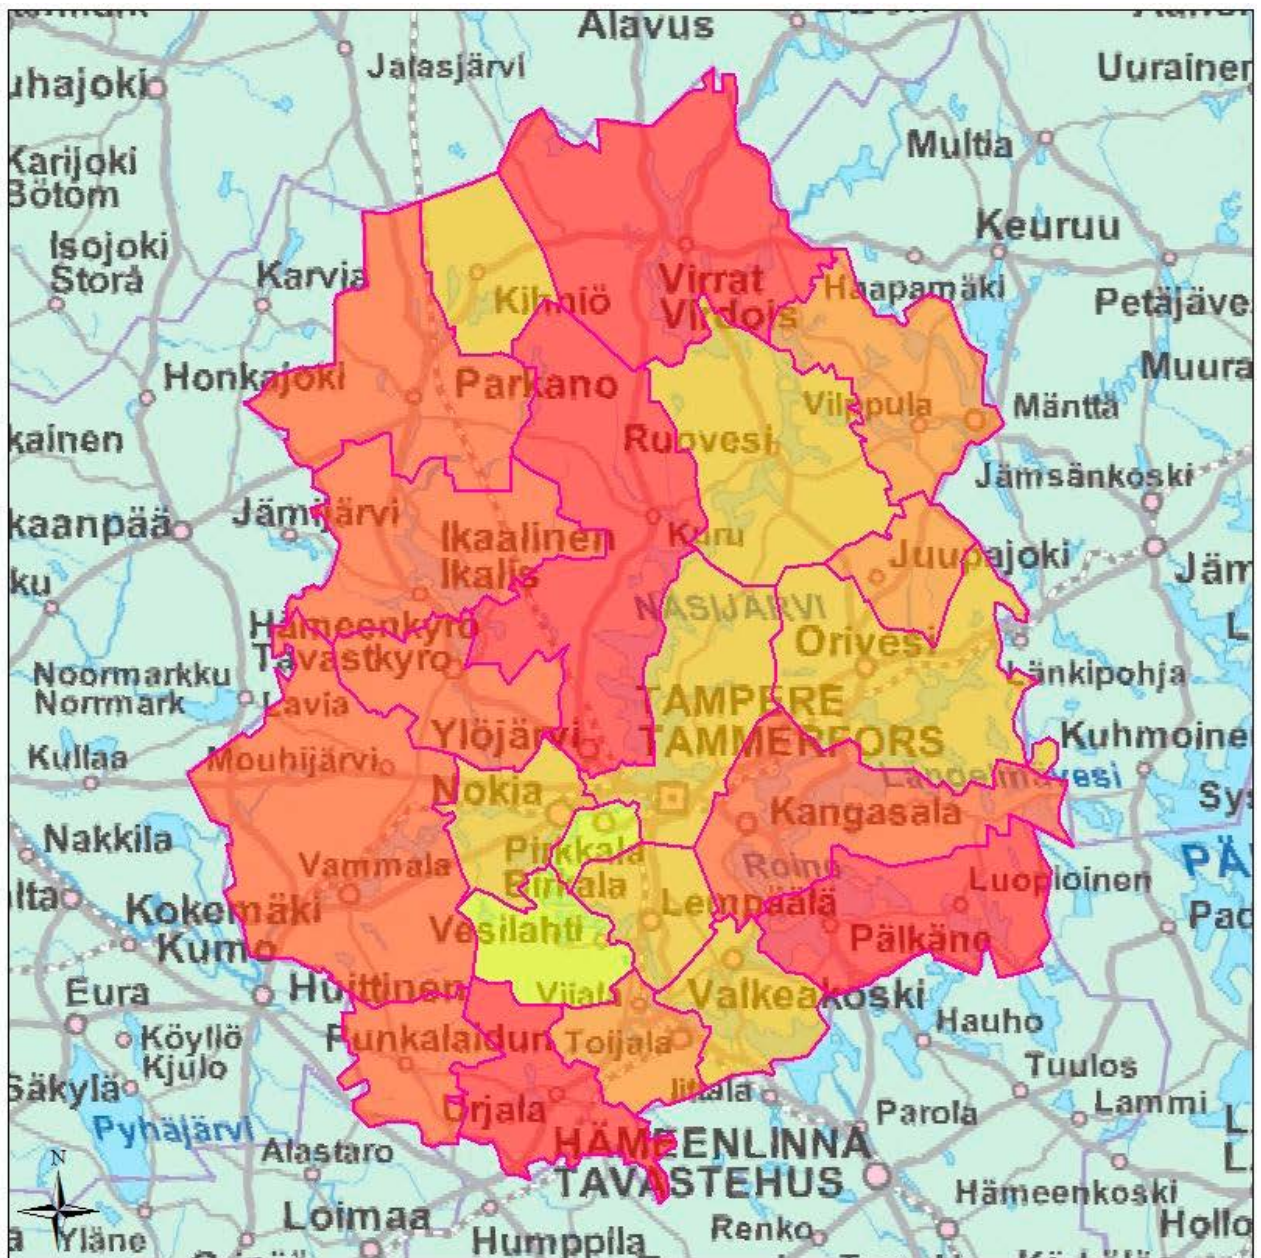 Alavus
Jalasjärvi
Uurainen
Multia
Karijoki
Bötom
Keuruu
Isojoki
Storå
Karvia
Haapamäki
Virrat
Virdois
Kihniö
Petäjäve
Muura
Honkajoki
Parkano
Vilppula
Mänttä
Ruovesi
kainen
Jämsänkoski
Jämijärvi
kaanpää
Ikaalinen
Ikalis
Kuru
Juupajoki
Jäm
ku
NÄSIJÄRVI
Orivesi
Hämeenkyrö
Tavastkyro
Noormarkku
Norrmark
Länkipohja
Lavia
TAMPERE
TAMMERFORS
Ylöjärvi
Kuhmoine
Kullaa
Mouhijärvi
Längelmävesi
Nokia
Kangasala
Nakkila
Pirkkala
Birkala
Vammala
Roine
Luopioinen
PÄ
Kokemäki
Kumo
Lempäälä
Vesilahti
Pälkäne
Eura
Huittinen
Viiala
Valkeakoski
Hauho
Köyliö
Kjulo
Punkalaidun
Toijala
Tuulos
Säkylä
Iittala
Lammi
Parola
Urjala
Pyhäjärvi
Alastaro
HÄMEENLINNA
TAVASTEHUS
N
Hämeenkoski
Loimaa
Renko
Hollo
Yläne
Humppila